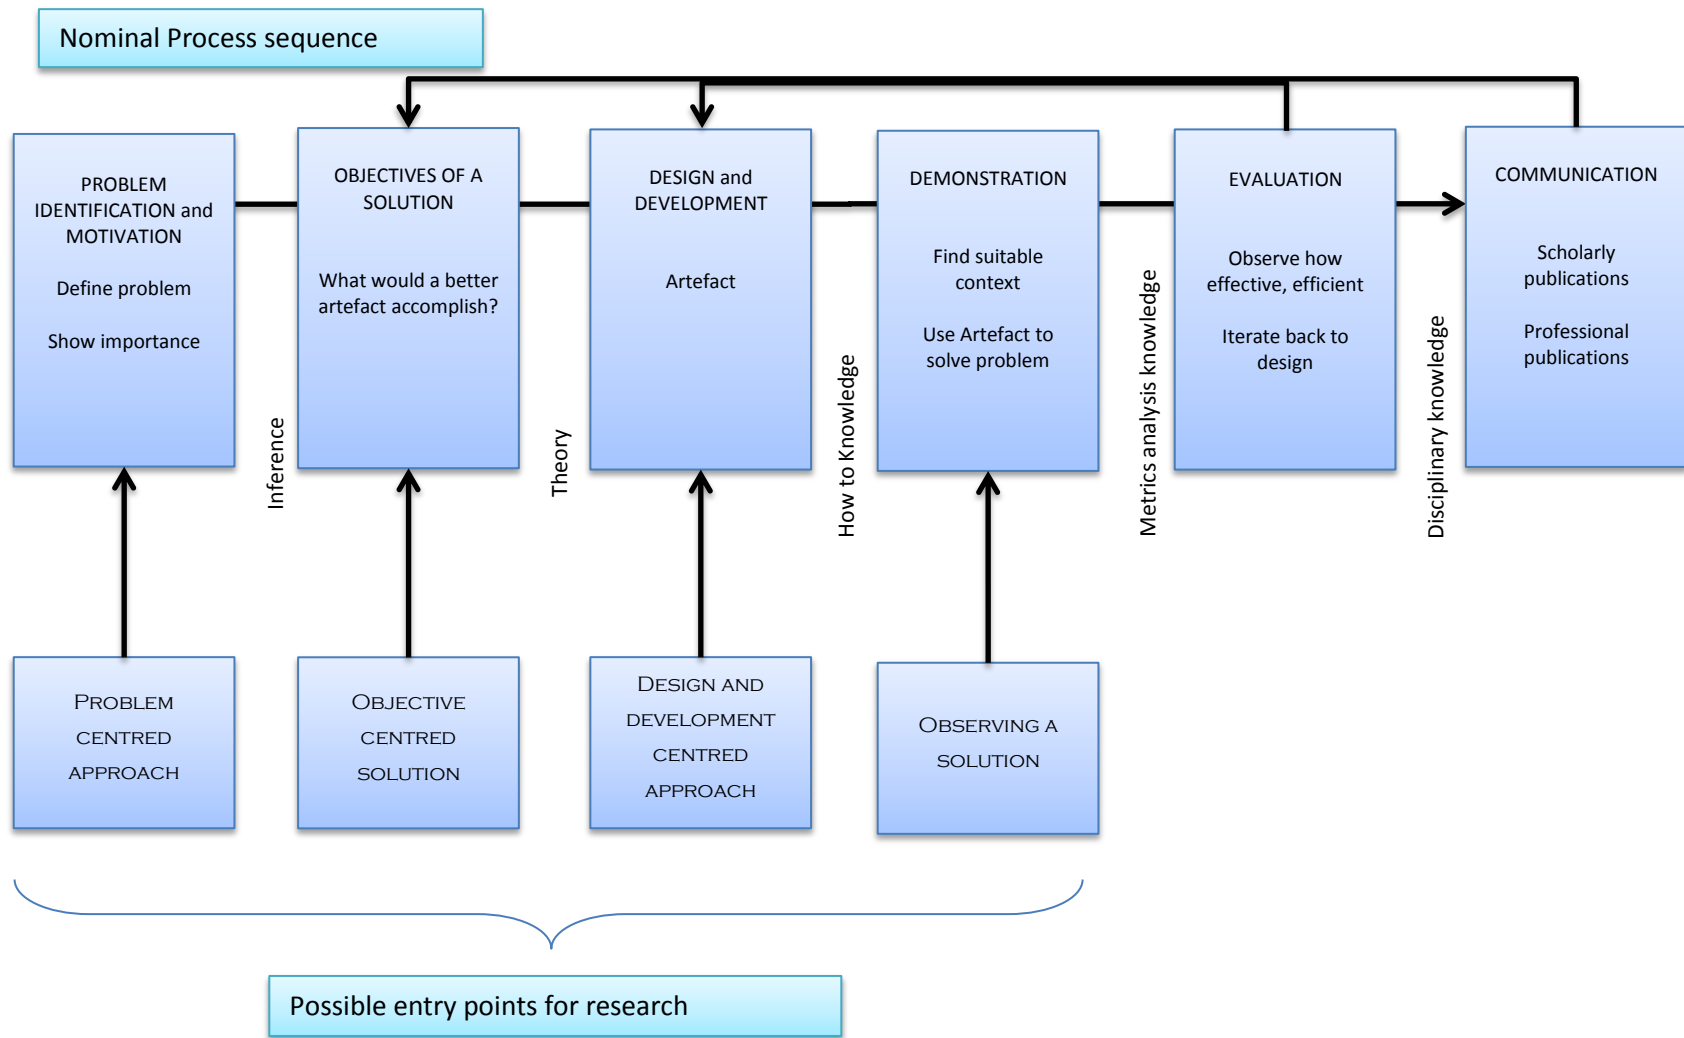 Nominal Process sequence
PROBLEM
IDENTIFICATION and
MOTIVATION
Define problem
Show importance
Inference
OBJECTIVES OF A
SOLUTION
What would a better
artefact accomplish?
Theory
DESIGN and
DEVELOPMENT
Artefact
How to Knowledge
DEMONSTRATION
Find suitable
context
Use Artefact to
solve problem
Metrics analysis knowledge
EVALUATION
Observe how
effective, efficient
Iterate back to
design
Disciplinary knowledge
COMMUNICATION
Scholarly
publications
Professional
publications
PROBLEM
CENTRED
APPROACH
OBJECTIVE
CENTRED
SOLUTION
DESIGN AND
DEVELOPMENT
CENTRED
APPROACH
OBSERVING A
SOLUTION
Possible entry points for research